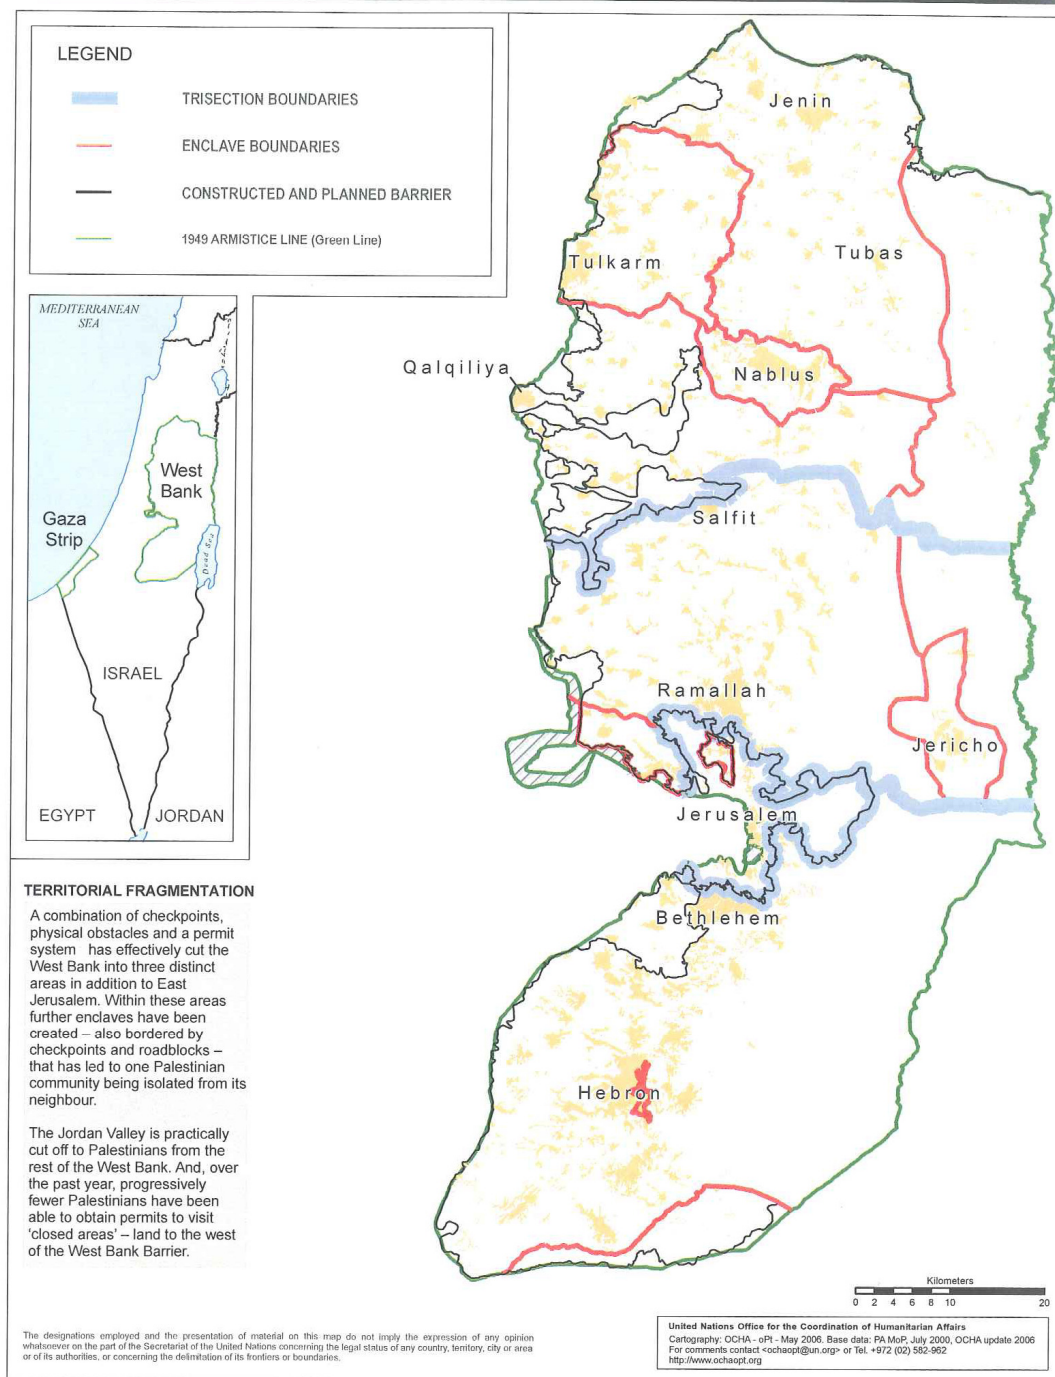 LEGEND
TRISECTION BOUNDARIES
ENCLAVE BOUNDARIES
CONSTRUCTED AND PLANNED BARRIER
1949 ARMISTICE LINE (Green Line)
MEDITERRANEAN
SEA
West
Bank
Gaza
Strip
Dead Sea
ISRAEL
EGYPT
JORDAN
Jenin
Tubas
Tulkarm
Qalqiliya
Nablus
Salfit
Ramallah
Jericho
Jerusalem
Bethlehem
Hebron
TERRITORIAL FRAGMENTATION
A combination of checkpoints,
physical obstacles and a permit
system has effectively cut the
West Bank into three distinct
areas in addition to East
Jerusalem. Within these areas
further enclaves have been
created – also bordered by
checkpoints and roadblocks –
that has led to one Palestinian
community being isolated from its
neighbour.
The Jordan Valley is practically
cut off to Palestinians from the
rest of the West Bank. And, over
the past year, progressively
fewer Palestinians have been
able to obtain permits to visit
'closed areas' – land to the west
of the West Bank Barrier.
Kilometers
0 2 4 6 8 10 20
The designations employed and the presentation of material on this map do not imply the expression of any opinion
whatsoever on the part of the Secretariat of the United Nations concerning the legal status of any country, territory, city or area
or of its authorities, or concerning the delimitation of its frontiers or boundaries.
United Nations Office for the Coordination of Humanitarian Affairs
Cartography: OCHA - oPt - May 2006. Base data: PA MoP, July 2000, OCHA update 2006
For comments contact <ochaopt@un.org> or Tel. +972 (02) 582-962
http://www.ochaopt.org